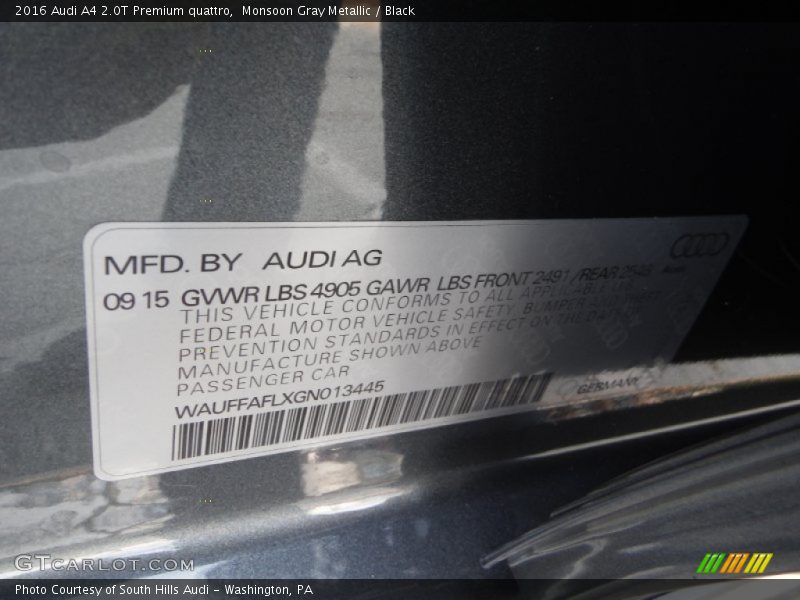 2016 Audi A4 2.0T Premium quattro,  Monsoon Gray Metallic / Black
MFD. BY AUDI AG
09 15 GVWR LBS 4905 GAWR LBS FRONT 2491 / REAR
THIS VEHICLE CONFORMS TO ALL APPLICABLE
FEDERAL MOTOR VEHICLE SAFETY, BUMPER AND THEFT
PREVENTION STANDARDS IN EFFECT ON THE DATE OF
MANUFACTURE SHOWN ABOVE
PASSENGER CAR
WAUFFAFLXGN013445
GERMANY
GTCARLOT.COM
Photo Courtesy of South Hills Audi - Washington, PA